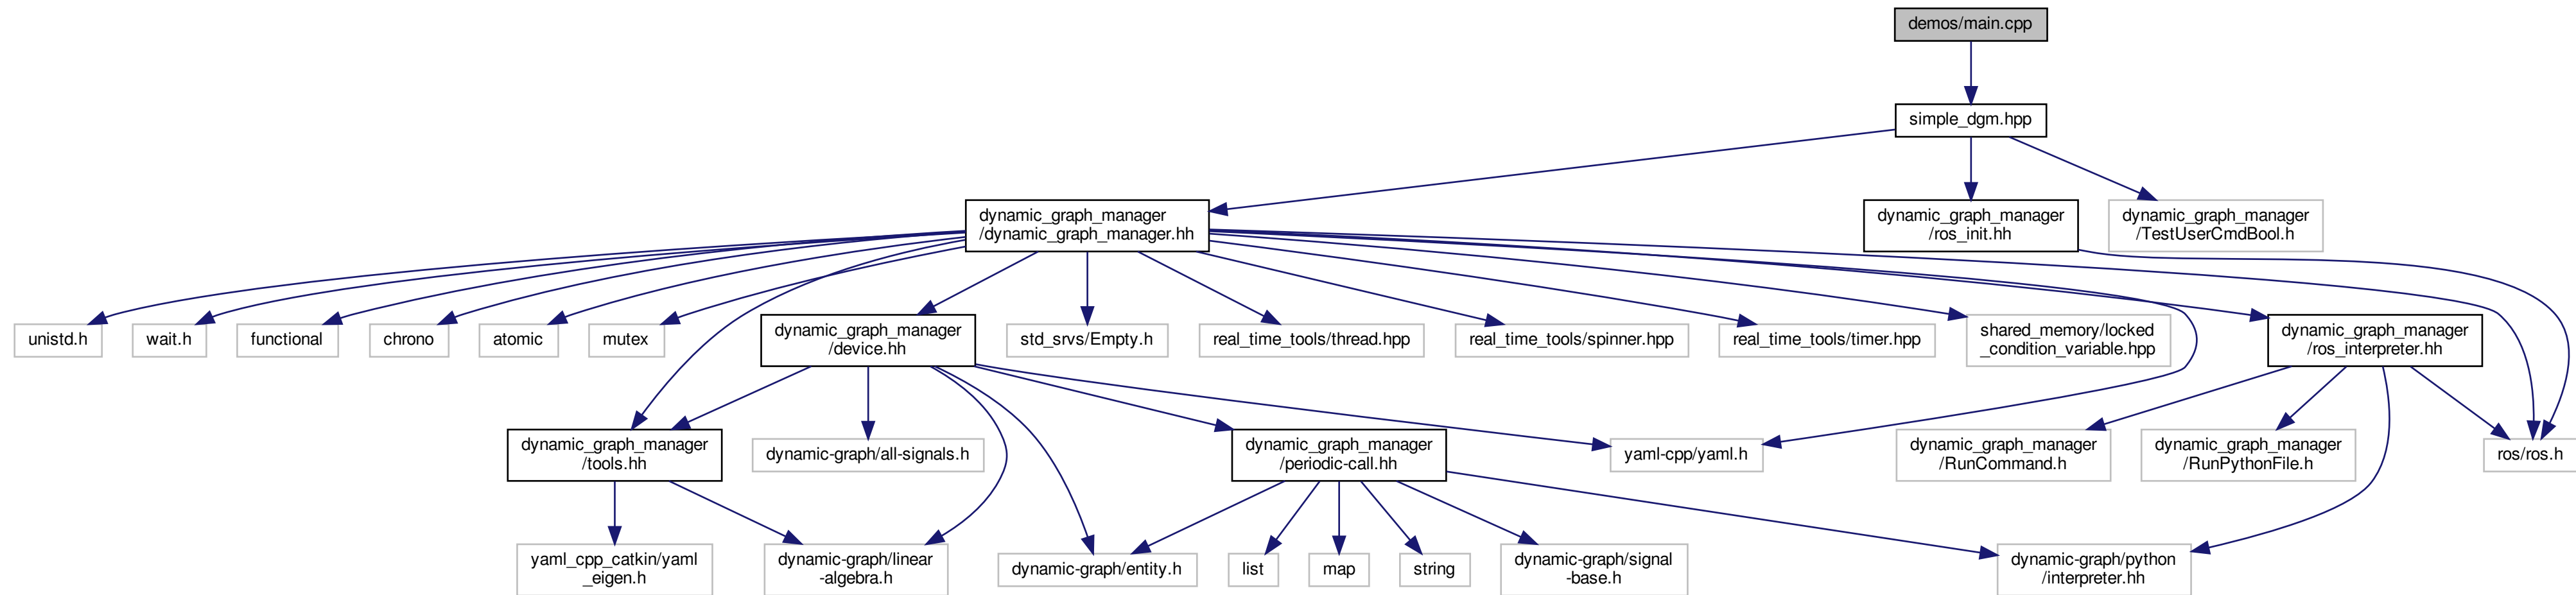 demos/main.cpp
simple_dgm.hpp
dynamic_graph_manager
/dynamic_graph_manager.hh
dynamic_graph_manager
/ros_init.hh
dynamic_graph_manager
/TestUserCmdBool.h
unistd.h
wait.h
functional
chrono
atomic
mutex
dynamic_graph_manager
/device.hh
std_srvs/Empty.h
real_time_tools/thread.hpp
real_time_tools/spinner.hpp
real_time_tools/timer.hpp
shared_memory/locked
_condition_variable.hpp
dynamic_graph_manager
/ros_interpreter.hh
dynamic_graph_manager
/tools.hh
dynamic-graph/all-signals.h
dynamic_graph_manager
/periodic-call.hh
yaml-cpp/yaml.h
dynamic_graph_manager
/RunCommand.h
dynamic_graph_manager
/RunPythonFile.h
ros/ros.h
yaml_cpp_catkin/yaml
_eigen.h
dynamic-graph/linear
-algebra.h
dynamic-graph/entity.h
list
map
string
dynamic-graph/signal
-base.h
dynamic-graph/python
/interpreter.hh